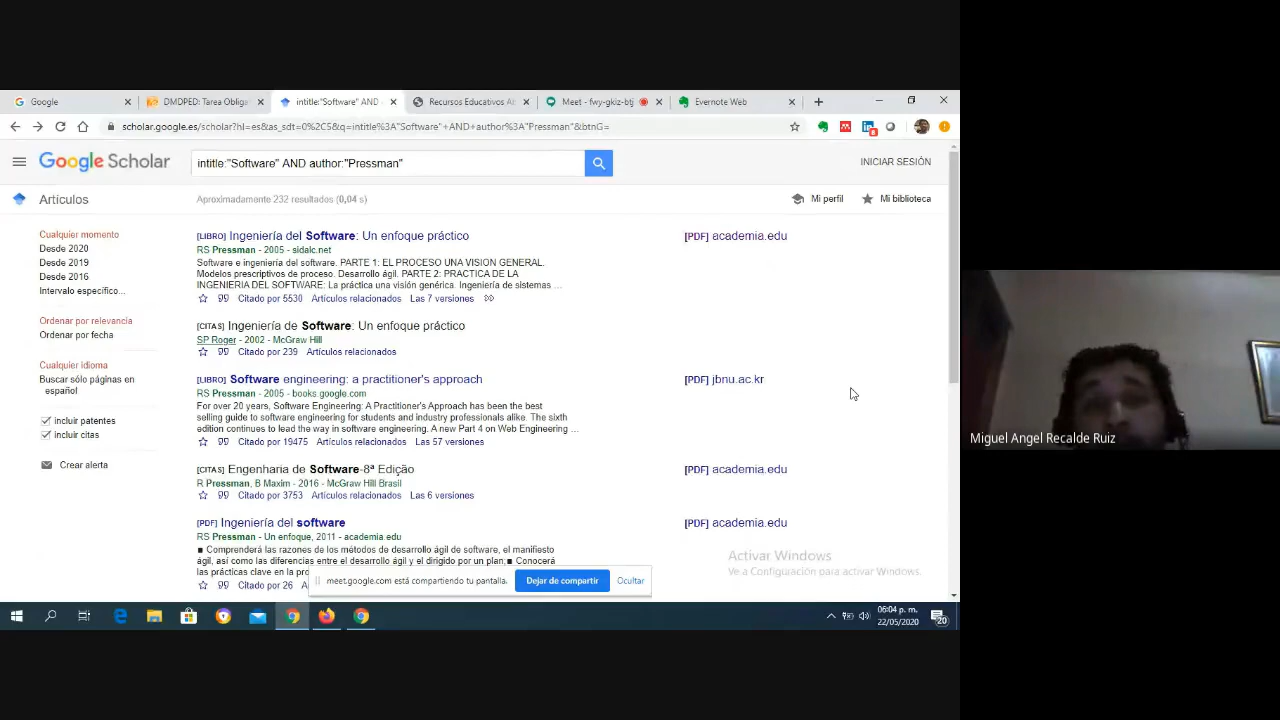 Google
DMDPED: Tarea Obliga
intitle:"Software" AND
Recursos Educativos Ab
Meet - fwy-gkiz-btj
Evernote Web
scholar.google.es/scholar?hl=es&as_sdt=0%2C5&q=intitle%3A"Software"+AND+author%3A"Pressman"&btnG=
Google Scholar
intitle:"Software" AND author:"Pressman"
INICIAR SESIÓN
Artículos
Aproximadamente 232 resultados (0,04 s)
Mi perfil
Mi biblioteca
Cualquier momento
Desde 2020
Desde 2019
Desde 2016
Intervalo específico...
Ordenar por relevancia
Ordenar por fecha
Cualquier idioma
Buscar sólo páginas en
español
incluir patentes
incluir citas
Crear alerta
[LIBRO] Ingeniería del Software: Un enfoque práctico
[PDF] academia.edu
RS Pressman - 2005 - sidalc.net
Software e ingeniería del software. PARTE 1: EL PROCESO UNA VISION GENERAL.
Modelos prescriptivos de proceso. Desarrollo ágil. PARTE 2: PRACTICA DE LA
INGENIERIA DEL SOFTWARE: La práctica una visión genérica. Ingeniería de sistemas ...
Citado por 5530 Artículos relacionados Las 7 versiones
[CITAS] Ingeniería de Software: Un enfoque práctico
SP Roger - 2002 - McGraw Hill
Citado por 239 Artículos relacionados
[LIBRO] Software engineering: a practitioner's approach
[PDF] jbnu.ac.kr
RS Pressman - 2005 - books.google.com
For over 20 years, Software Engineering: A Practitioner's Approach has been the best
selling guide to software engineering for students and industry professionals alike. The sixth
edition continues to lead the way in software engineering. A new Part 4 on Web Engineering ...
Citado por 19475 Artículos relacionados Las 57 versiones
[CITAS] Engenharia de Software-8ª Edição
[PDF] academia.edu
R Pressman, B Maxim - 2016 - McGraw Hill Brasil
Citado por 3753 Artículos relacionados Las 6 versiones
[PDF] Ingeniería del software
[PDF] academia.edu
RS Pressman - Un enfoque, 2011 - academia.edu
■ Comprenderá las razones de los métodos de desarrollo ágil de software, el manifiesto
ágil, así como las diferencias entre el desarrollo ágil y el dirigido por un plan;■ Conocerá
las prácticas clave en la pro
Citado por 26 A
meet.google.com está compartiendo tu pantalla.
Dejar de compartir
Ocultar
Activar Windows
Ve a Configuración para activar Windows.
06:04 p. m.
22/05/2020
20
Miguel Angel Recalde Ruiz